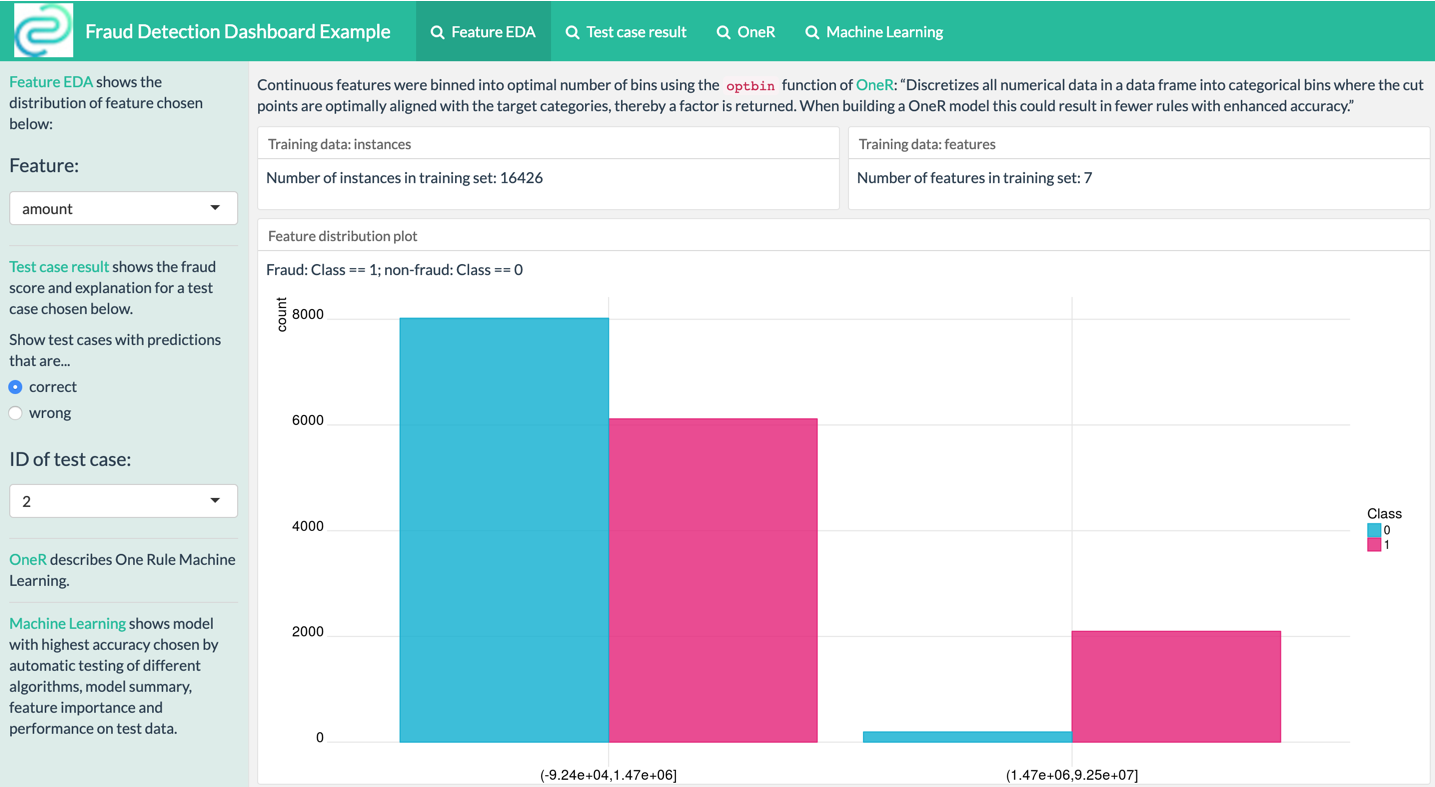 Fraud Detection Dashboard Example
Feature EDA
Test case result
OneR
Machine Learning
Feature EDA shows the
distribution of feature chosen
below:
Feature:
amount
Test case result shows the fraud
score and explanation for a test
case chosen below.
Show test cases with predictions
that are...
correct
wrong
ID of test case:
2
OneR describes One Rule Machine
Learning.
Machine Learning shows model
with highest accuracy chosen by
automatic testing of different
algorithms, model summary,
feature importance and
performance on test data.
Continuous features were binned into optimal number of bins using the optbin function of OneR: “Discretizes all numerical data in a data frame into categorical bins where the cut
points are optimally aligned with the target categories, thereby a factor is returned. When building a OneR model this could result in fewer rules with enhanced accuracy.”
Training data: instances
Number of instances in training set: 16426
Training data: features
Number of features in training set: 7
Feature distribution plot
Fraud: Class == 1; non-fraud: Class == 0
count
8000
6000
4000
2000
0
(-9.24e+04,1.47e+06]
(1.47e+06,9.25e+07]
Class
0
1